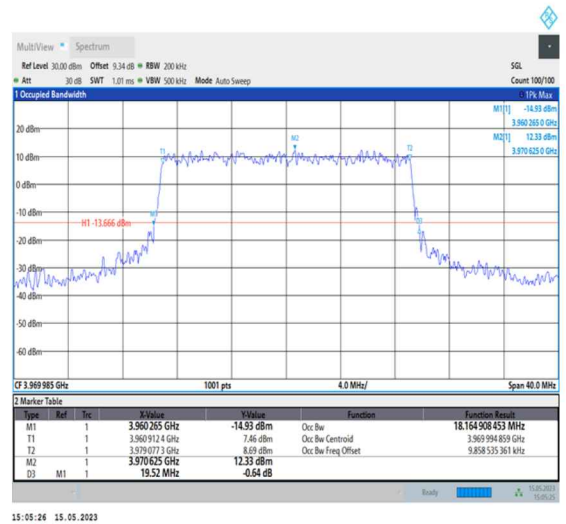 MultiView Spectrum
Ref Level 30.00 dBm Offset 9.34 dB RBW 200 kHz SGL
Att 30 dB SWT 1.01 ms VBW 500 kHz Mode Auto Sweep Count 100/100
1 Occupied Bandwidth 1Pk Max
M1[1] -14.93 dBm
3.960 265 0 GHz
M2[1] 12.33 dBm
3.970 625 0 GHz
20 dBm
M2
T1 T2
10 dBm
0 dBm
-10 dBm
M1
H1 -13.666 dBm
D3
-20 dBm
-30 dBm
-40 dBm
-50 dBm
-60 dBm
CF 3.969 985 GHz 1001 pts 4.0 MHz/ Span 40.0 MHz
2 Marker Table
Type Ref Trc X-Value Y-Value Function Function Result
M1 1 3.960 265 GHz -14.93 dBm Occ Bw 18.164 908 453 MHz
T1 1 3.960 912 4 GHz 7.46 dBm Occ Bw Centroid 3.969 994 859 GHz
T2 1 3.979 077 3 GHz 8.69 dBm Occ Bw Freq Offset 9.858 535 361 kHz
M2 1 3.970 625 GHz 12.33 dBm
D3 M1 1 19.52 MHz -0.64 dB
Ready 15.05.2023
15:05:25
15:05:26 15.05.2023